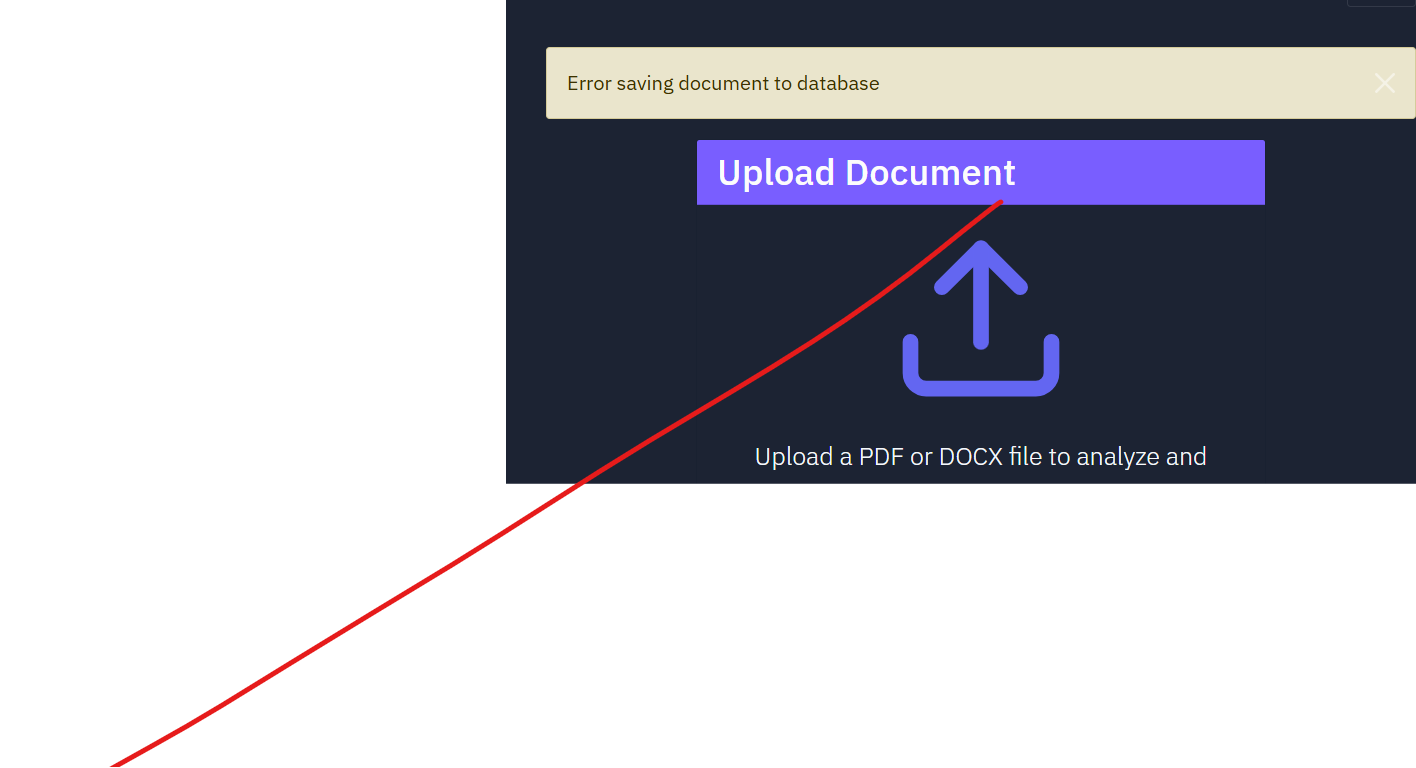 Error saving document to database
Upload Document
Upload a PDF or DOCX file to analyze and